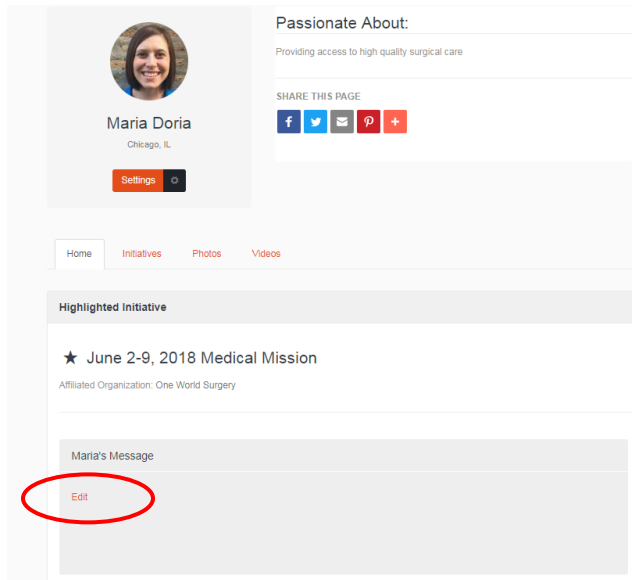 Passionate About:
Providing access to high quality surgical care
SHARE THIS PAGE
Maria Doria
Chicago, IL
Settings
Home
Initiatives
Photos
Videos
Highlighted Initiative
★ June 2-9, 2018 Medical Mission
Affiliated Organization: One World Surgery
Maria's Message
Edit